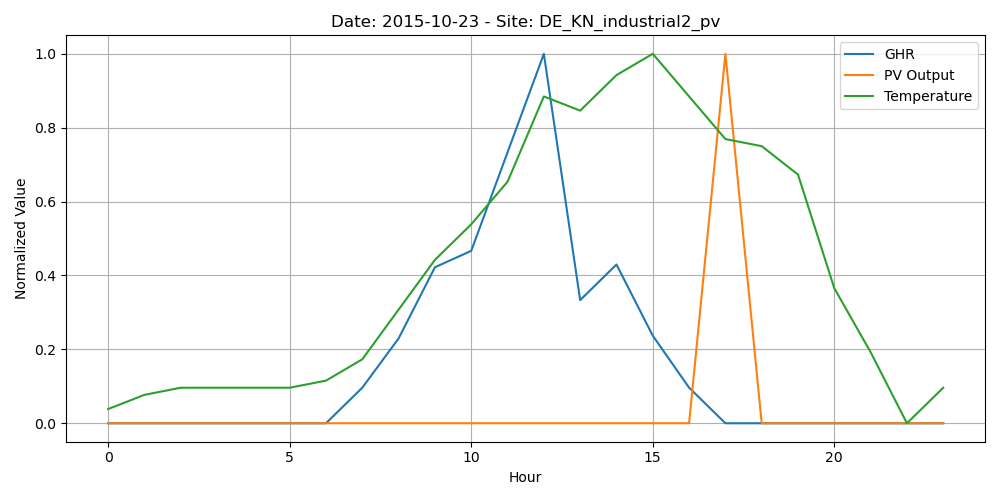 Date: 2015-10-23 - Site: DE_KN_industrial2_pv
GHR
PV Output
Temperature
Normalized Value
1.0
0.8
0.6
0.4
0.2
0.0
0 5 10 15 20
Hour